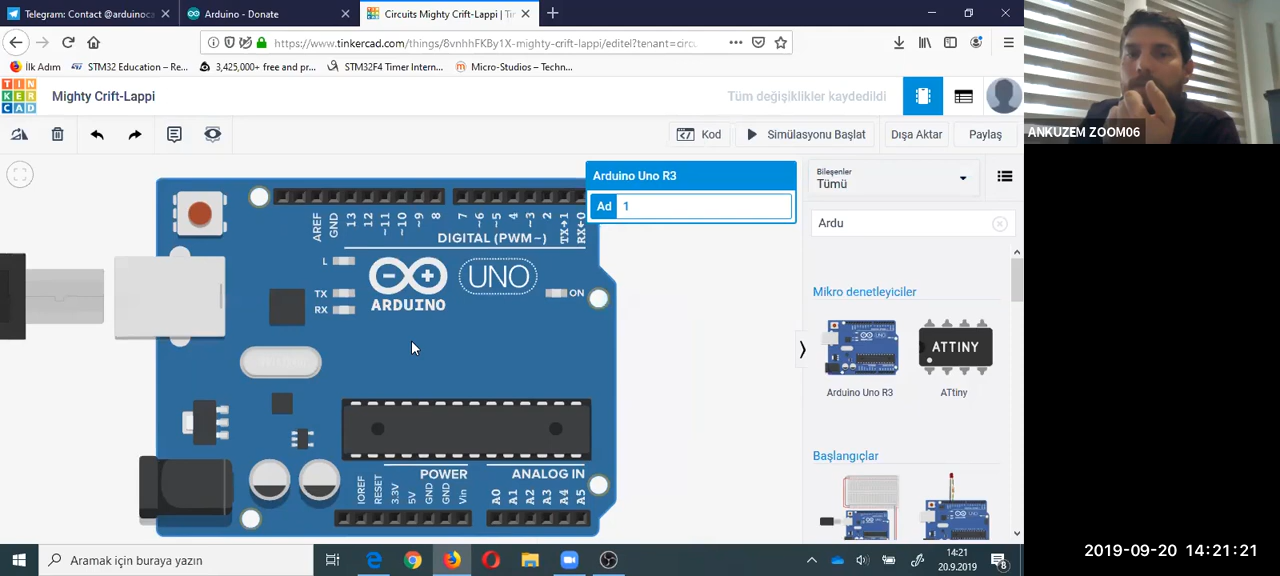 Telegram: Contact @arduinoca
Arduino - Donate
Circuits Mighty Crift-Lappi | Tin
https://www.tinkercad.com/things/8vnhhFKBy1X-mighty-crift-lappi/editel?tenant=circ
İlk Adım
STM32 Education – Re...
3,425,000+ free and pr...
STM32F4 Timer Intern...
Micro-Studios – Techn...
TIN
KER
CAD
Mighty Crift-Lappi
Tüm değişiklikler kaydedildi
Kod
Simülasyonu Başlat
Dışa Aktar
Paylaş
ANKUZEM ZOOM06
Arduino Uno R3
Ad 1
Bileşenler
Tümü
Ardu
AREF
GND
13
12
~11
~10
~9
8
7
~6
~5
4
~3
2
TX→1
RX←0
DIGITAL (PWM~)
L
TX
RX
ARDUINO
UNO
ON
Mikro denetleyiciler
ATTINY
Arduino Uno R3
ATtiny
Başlangıçlar
POWER
ANALOG IN
IOREF
RESET
3.3V
5V
GND
GND
Vin
A0
A1
A2
A3
A4
A5
Aramak için buraya yazın
14:21
20.9.2019
8
2019-09-20 14:21:21